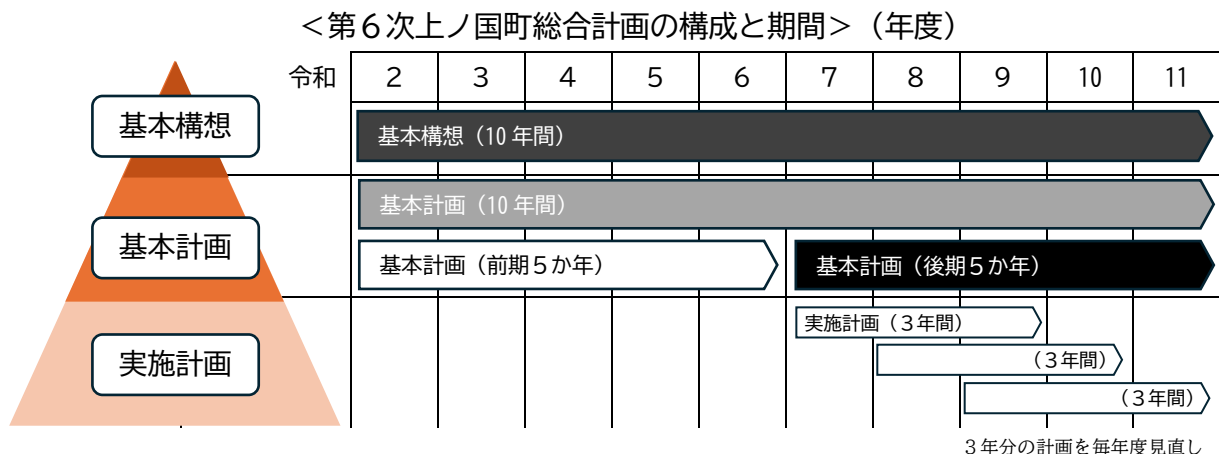 ＜第６次上ノ国町総合計画の構成と期間＞（年度）
令和 ２ ３ ４ ５ ６ ７ ８ ９ 10 11
基本構想
基本構想（10年間）
基本計画（10年間）
基本計画
基本計画（前期５か年） 基本計画（後期５か年）
実施計画（３年間）
実施計画
（３年間）
（３年間）
３年分の計画を毎年度見直し